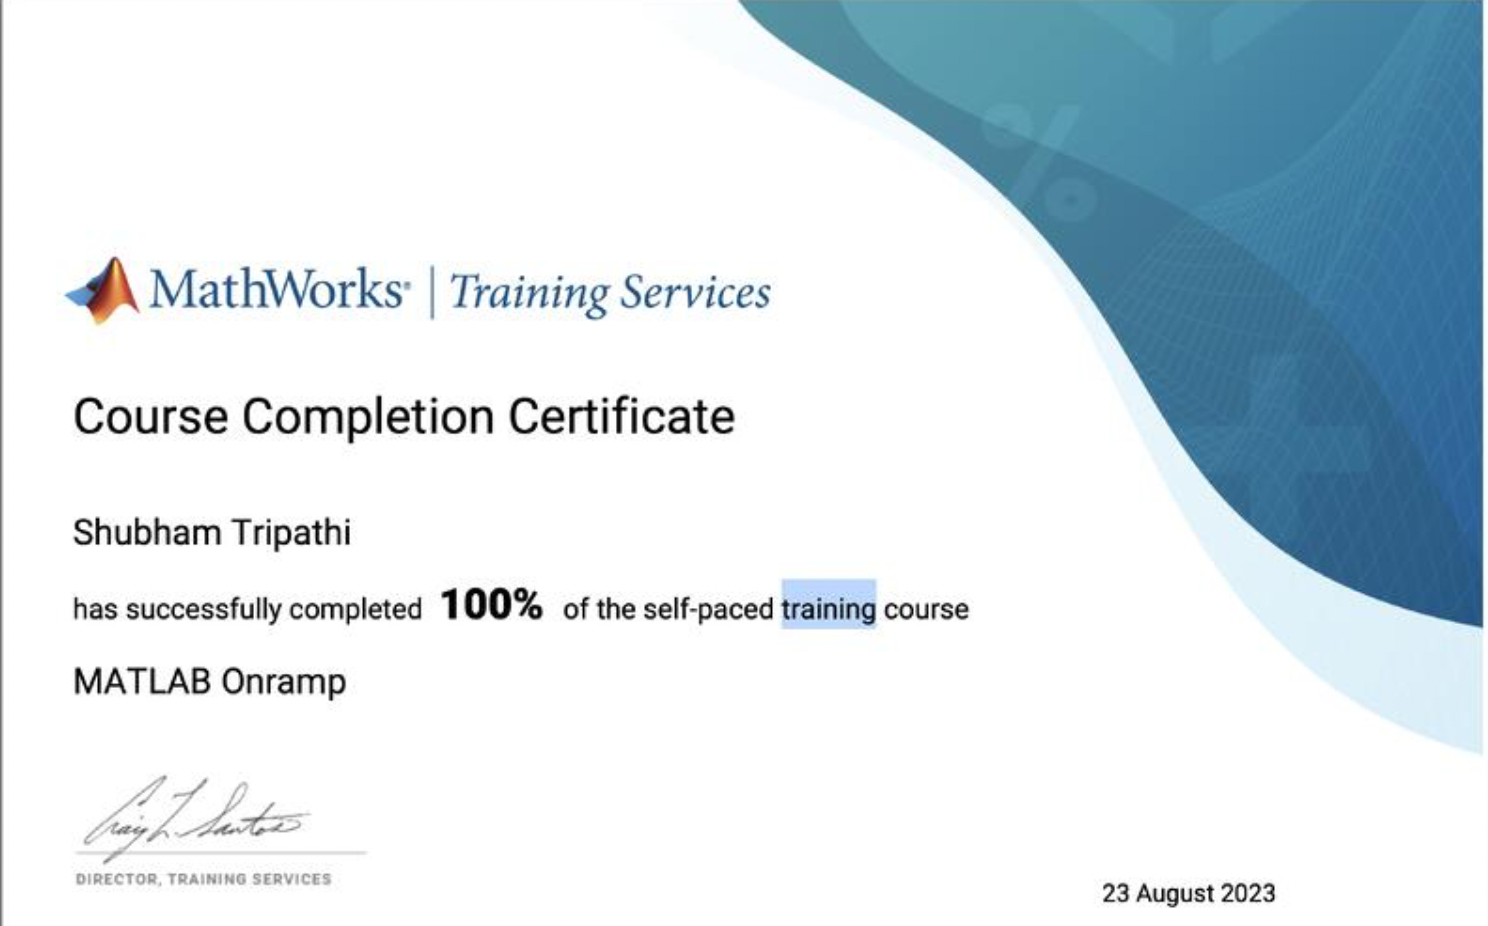 MathWorks® | Training Services
Course Completion Certificate
Shubham Tripathi
has successfully completed 100% of the self-paced training course
MATLAB Onramp
Craig L. Santos
DIRECTOR, TRAINING SERVICES
23 August 2023